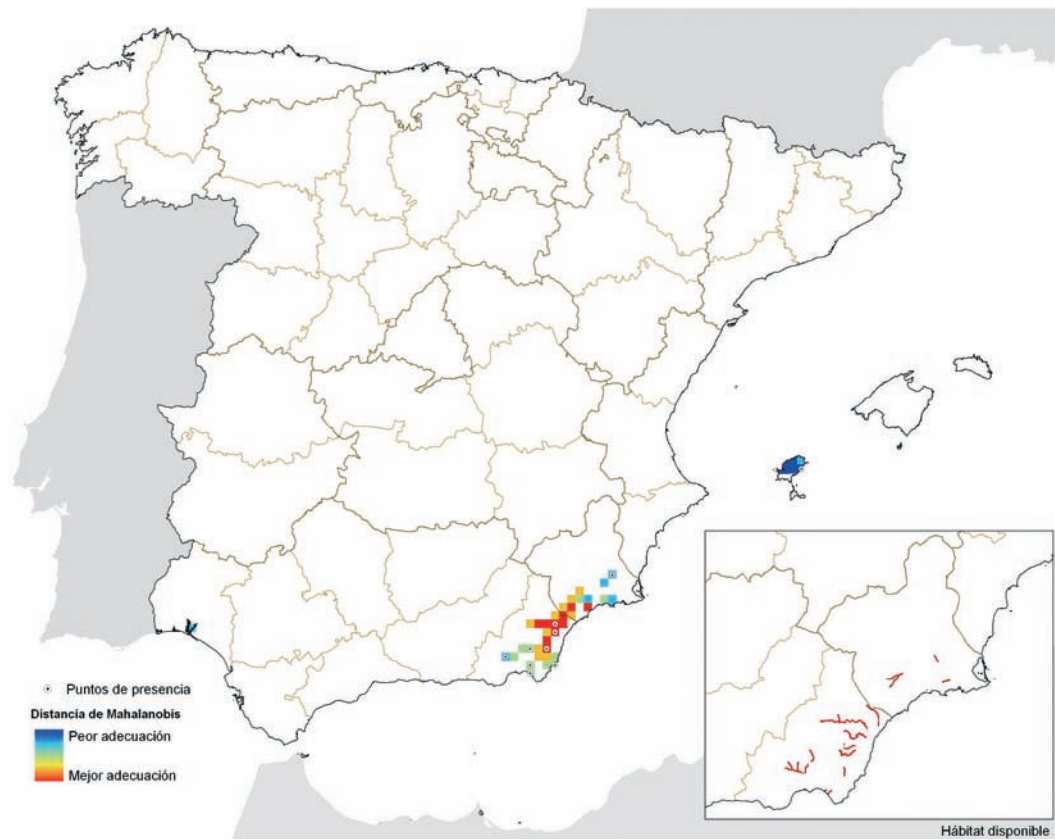 Puntos de presencia
Distancia de Mahalanobis
Peor adecuación
Mejor adecuación
Hábitat disponible